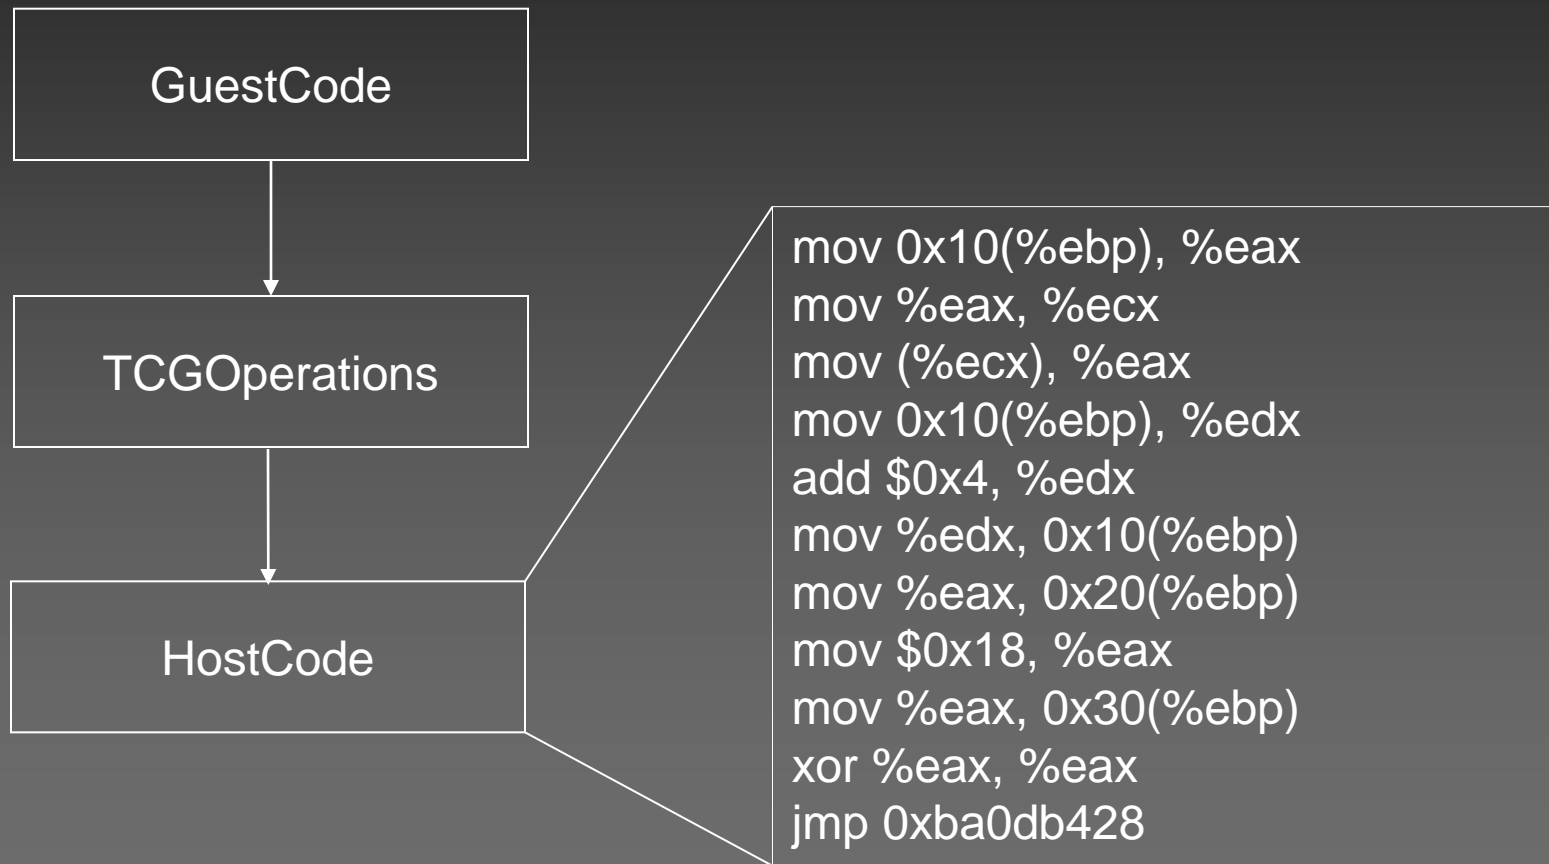 GuestCode
TCGOperations
HostCode
mov 0x10(%ebp), %eax
mov %eax, %ecx
mov (%ecx), %eax
mov 0x10(%ebp), %edx
add $0x4, %edx
mov %edx, 0x10(%ebp)
mov %eax, 0x20(%ebp)
mov $0x18, %eax
mov %eax, 0x30(%ebp)
xor %eax, %eax
jmp 0xba0db428